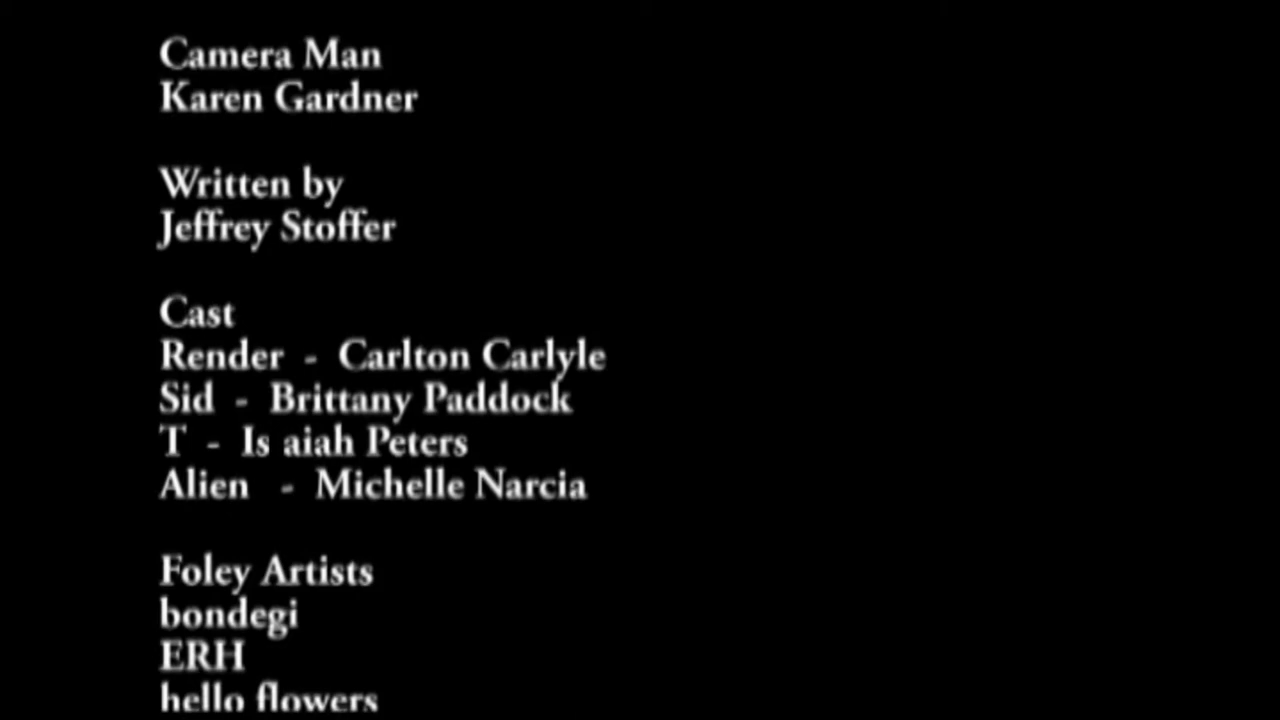 Camera Man
Karen Gardner
Written by
Jeffrey Stoffer
Cast
Render - Carlton Carlyle
Sid - Brittany Paddock
T - Is aiah Peters
Alien - Michelle Narcia
Foley Artists
bondegi
ERH
hello flowers